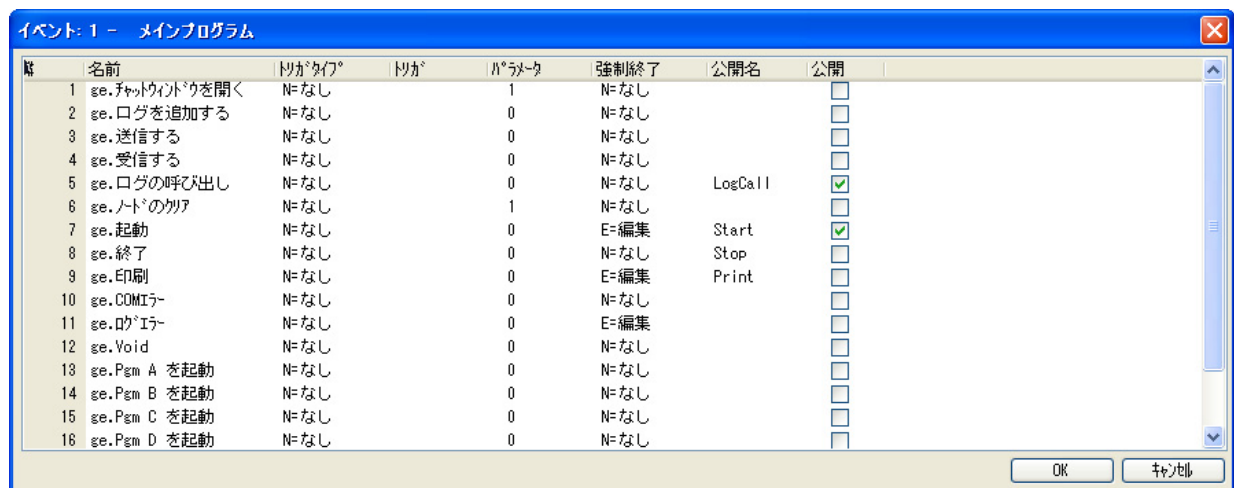 イベント: 1 - メインプログラム
# 名前 トリガタイプ トリガ パラメータ 強制終了 公開名 公開
1 ge.チャットウィンドウを開く N=なし 1 N=なし
2 ge.ログを追加する N=なし 0 N=なし
3 ge.送信する N=なし 0 N=なし
4 ge.受信する N=なし 0 N=なし
5 ge.ログの呼び出し N=なし 0 N=なし LogCall
6 ge.ノードのクリア N=なし 1 N=なし
7 ge.起動 N=なし 0 E=編集 Start
8 ge.終了 N=なし 0 N=なし Stop
9 ge.印刷 N=なし 0 E=編集 Print
10 ge.COMエラー N=なし 0 N=なし
11 ge.ログエラー N=なし 0 E=編集
12 ge.Void N=なし 0 N=なし
13 ge.Pgm A を起動 N=なし 0 N=なし
14 ge.Pgm B を起動 N=なし 0 N=なし
15 ge.Pgm C を起動 N=なし 0 N=なし
16 ge.Pgm D を起動 N=なし 0 N=なし
OK キャンセル